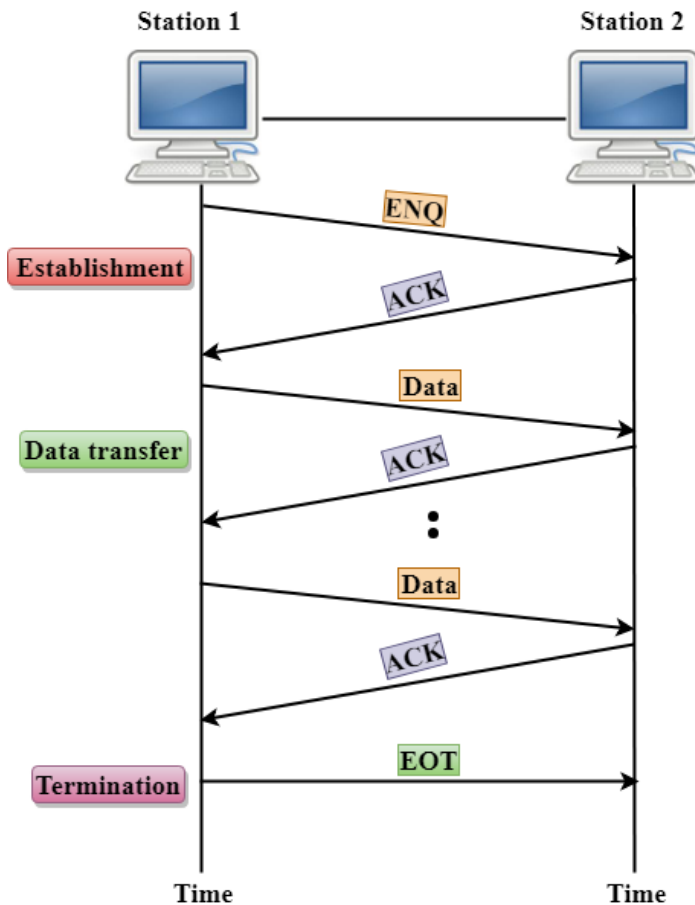 Station 1
Station 2
ENQ
Establishment
ACK
Data
Data transfer
ACK
Data
ACK
EOT
Termination
Time
Time